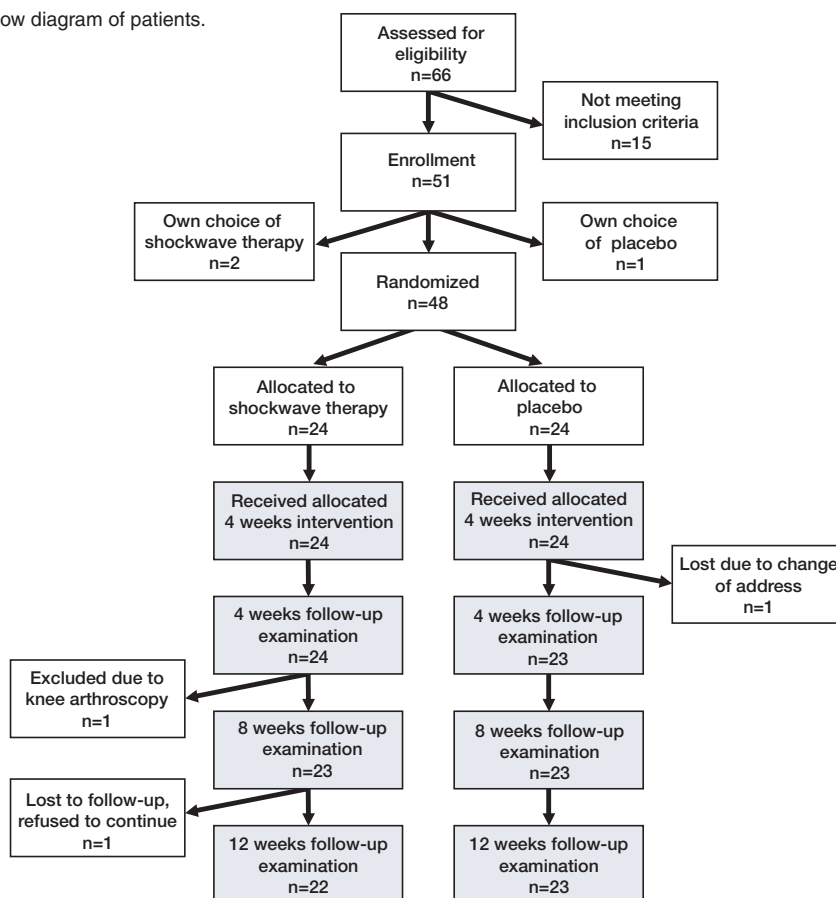 ow diagram of patients.
Assessed for
eligibility
n=66
Not meeting
inclusion criteria
n=15
Enrollment
n=51
Own choice of
shockwave therapy
n=2
Own choice
of placebo
n=1
Randomized
n=48
Allocated to
shockwave therapy
n=24
Allocated to
placebo
n=24
Received allocated
4 weeks intervention
n=24
Received allocated
4 weeks intervention
n=24
Lost due to change
of address
n=1
4 weeks follow-up
examination
n=24
4 weeks follow-up
examination
n=23
Excluded due to
knee arthroscopy
n=1
8 weeks follow-up
examination
n=23
8 weeks follow-up
examination
n=23
Lost to follow-up,
refused to continue
n=1
12 weeks follow-up
examination
n=22
12 weeks follow-up
examination
n=23